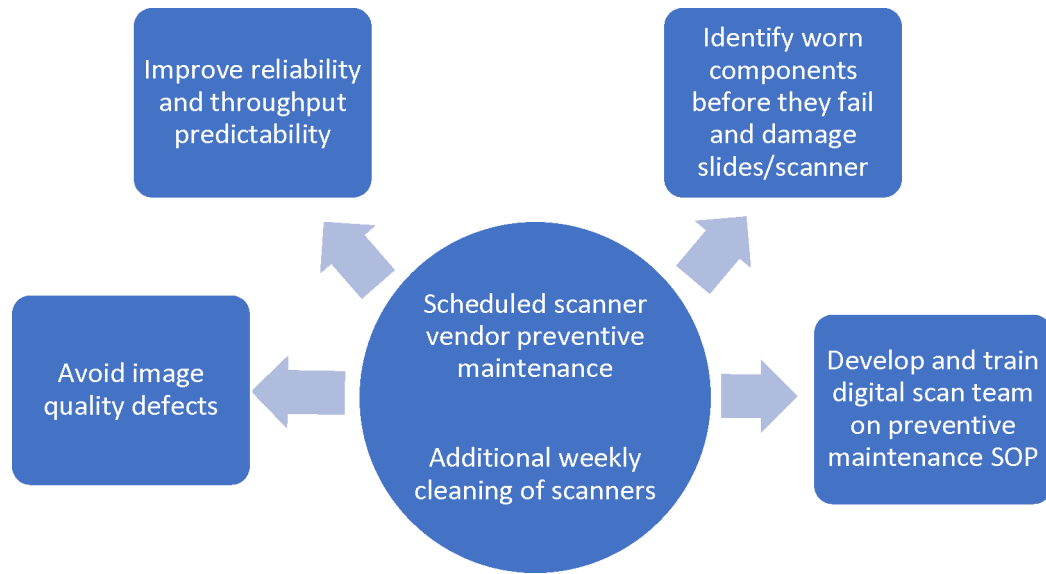 Improve reliability
and throughput
predictability
Identify worn
components
before they fail
and damage
slides/scanner
Avoid image
quality defects
Scheduled scanner
vendor preventive
maintenance
Additional weekly
cleaning of scanners
Develop and train
digital scan team
on preventive
maintenance SOP